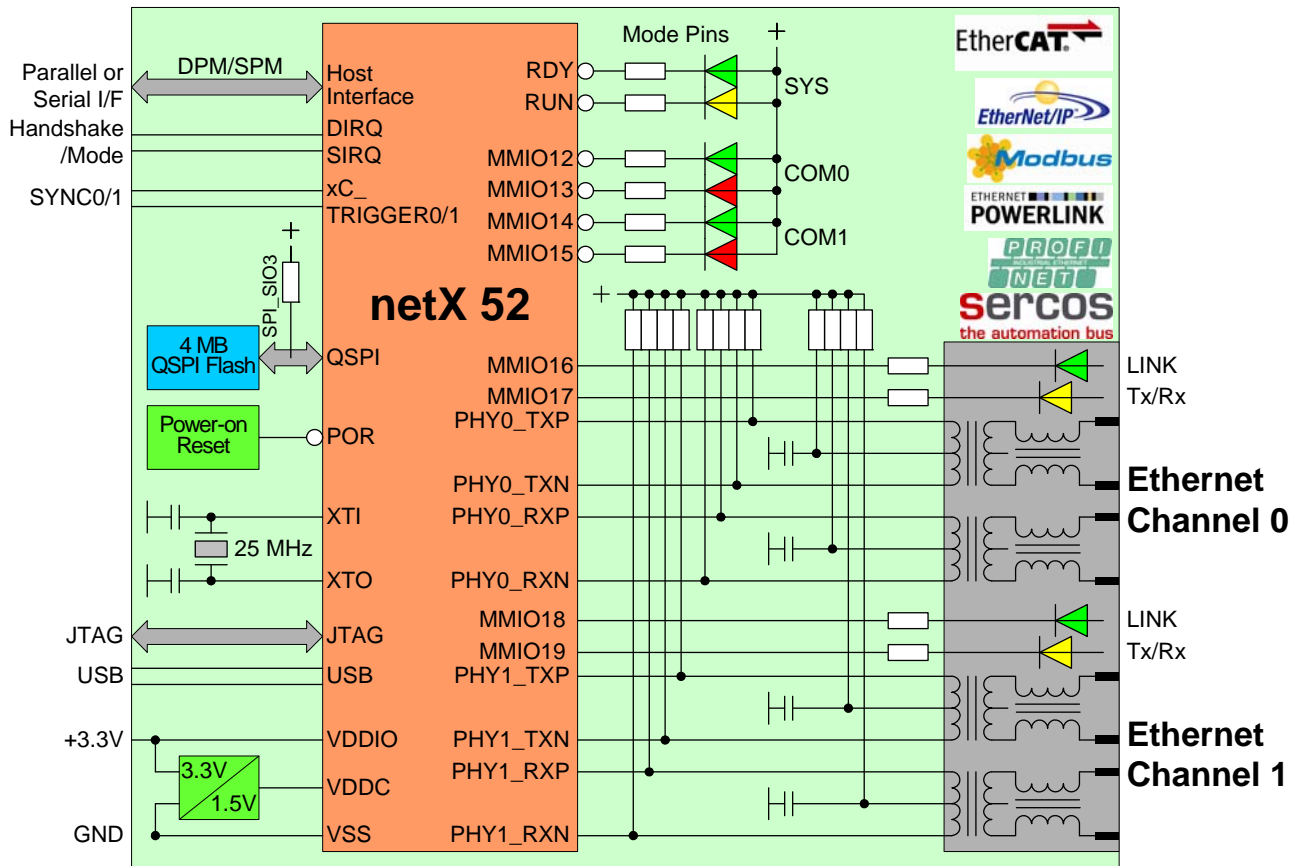 Parallel or
Serial I/F
Handshake
/Mode
SYNC0/1
JTAG
USB
+3.3V
GND
DPM/SPM
SPI_SIO3
4 MB
QSPI Flash
Power-on
Reset
25 MHz
3.3V
1.5V
Host
Interface
DIRQ
SIRQ
xC_
TRIGGER0/1
netX 52
QSPI
POR
XTI
XTO
JTAG
USB
VDDIO
VDDC
VSS
RDY
RUN
MMIO12
MMIO13
MMIO14
MMIO15
MMIO16
MMIO17
PHY0_TXP
PHY0_TXN
PHY0_RXP
PHY0_RXN
MMIO18
MMIO19
PHY1_TXP
PHY1_TXN
PHY1_RXP
PHY1_RXN
Mode Pins
SYS
COM0
COM1
EtherCAT
EtherNet/IP
Modbus
ETHERNET
POWERLINK
PROFI
INDUSTRIAL ETHERNET
NET
sercos
the automation bus
LINK
Tx/Rx
Ethernet
Channel 0
LINK
Tx/Rx
Ethernet
Channel 1